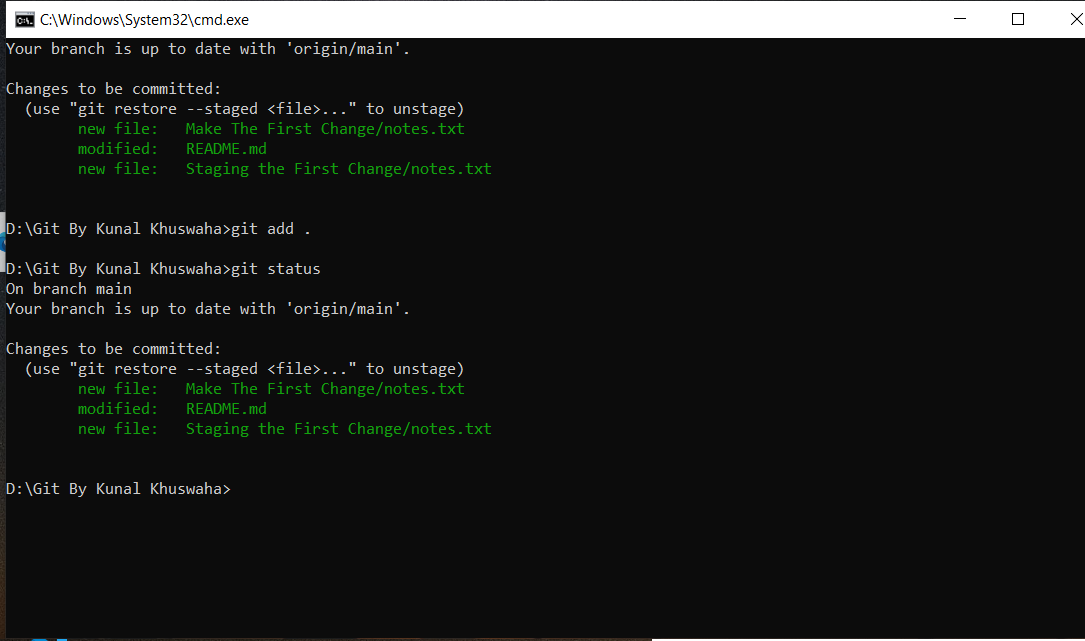 C:\Windows\System32\cmd.exe
Your branch is up to date with 'origin/main'.
Changes to be committed:
(use "git restore --staged <file>..." to unstage)
new file: Make The First Change/notes.txt
modified: README.md
new file: Staging the First Change/notes.txt
D:\Git By Kunal Khuswaha>git add .
D:\Git By Kunal Khuswaha>git status
On branch main
Your branch is up to date with 'origin/main'.
Changes to be committed:
(use "git restore --staged <file>..." to unstage)
new file: Make The First Change/notes.txt
modified: README.md
new file: Staging the First Change/notes.txt
D:\Git By Kunal Khuswaha>